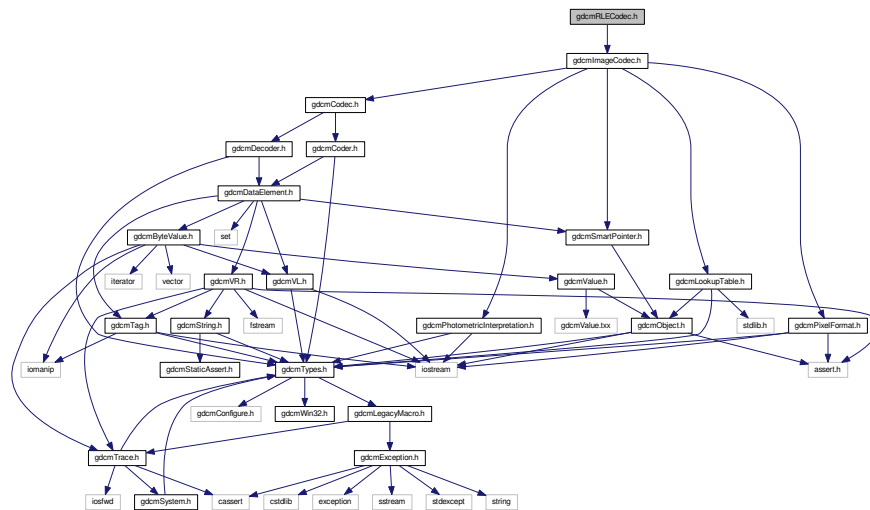 gdcmRLECodec.h
gdcmImageCodec.h
gdcmCodec.h
gdcmDecoder.h
gdcmCoder.h
gdcmDataElement.h
gdcmByteValue.h
set
gdcmSmartPointer.h
iterator
vector
gdcmVR.h
gdcmVL.h
gdcmValue.h
gdcmLookupTable.h
gdcmTag.h
gdcmString.h
fstream
gdcmPhotometricInterpretation.h
gdcmValue.txx
gdcmObject.h
stdlib.h
gdcmPixelFormat.h
iomanip
gdcmStaticAssert.h
gdcmTypes.h
iostream
assert.h
gdcmConfigure.h
gdcmWin32.h
gdcmLegacyMacro.h
gdcmTrace.h
gdcmException.h
iosfwd
gdcmSystem.h
cassert
cstdlib
exception
sstream
stdexcept
string